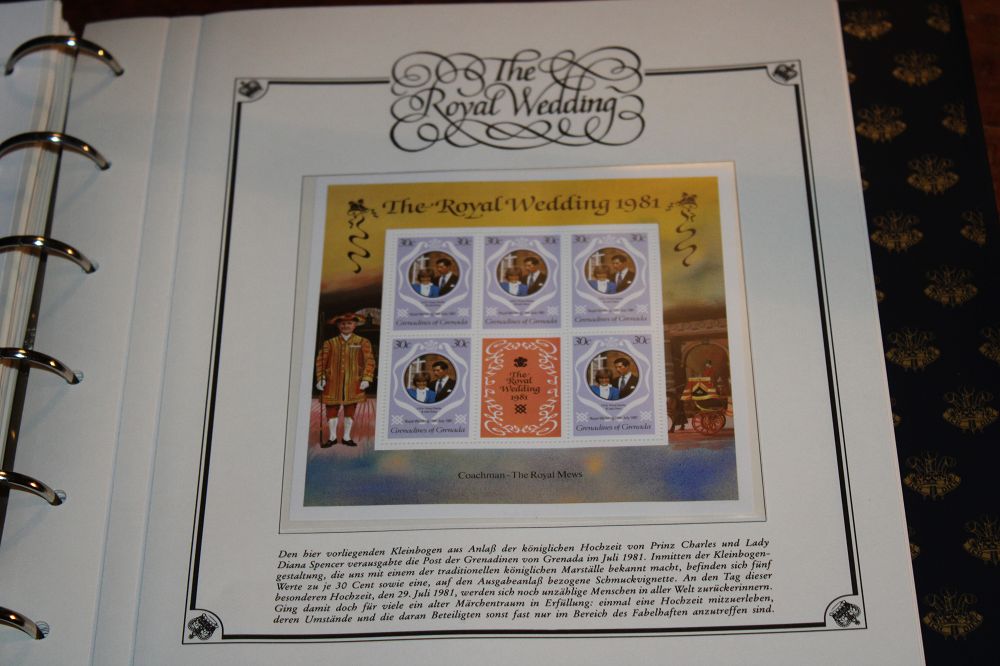 The
Royal Wedding
The Royal Wedding 1981
30c 30c 30c
Grenadines of Grenada Grenadines of Grenada Grenadines of Grenada
30c 30c
The
Royal
Wedding
1981
Grenadines of Grenada Grenadines of Grenada
Coachman - The Royal Mews
Den hier vorliegenden Kleinbogen aus Anlaß der königlichen Hochzeit von Prinz Charles und Lady
Diana Spencer verausgabte die Post der Grenadinen von Grenada im Juli 1981. Inmitten der Kleinbogen-
gestaltung, die uns mit einem der traditionellen königlichen Marställe bekannt macht, befinden sich fünf
Werte zu je 30 Cent sowie eine, auf den Ausgabeanlaß bezogene Schmuckvignette. An den Tag dieser
besonderen Hochzeit, den 29. Juli 1981, werden sich noch unzählige Menschen in aller Welt zurückerinnern.
Ging damit doch für viele ein alter Märchentraum in Erfüllung: einmal eine Hochzeit mitzuerleben,
deren Umstände und die daran Beteiligten sonst fast nur im Bereich des Fabelhaften anzutreffen sind.